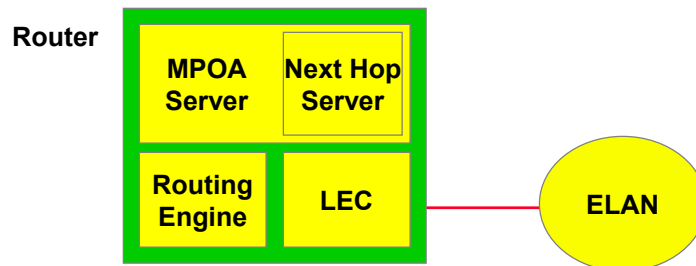 Router
MPOA
Server
Next Hop
Server
Routing
Engine
LEC
ELAN